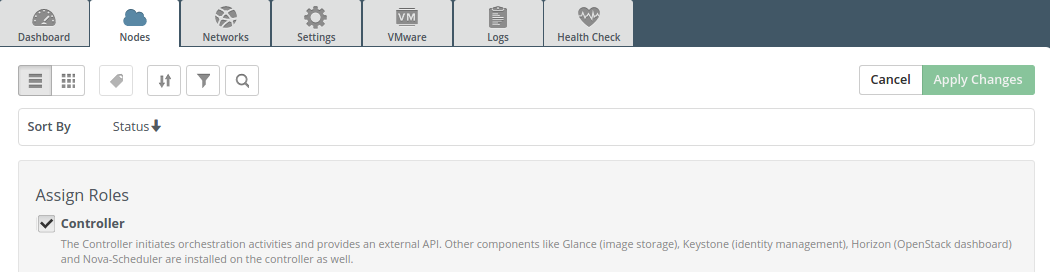 Dashboard
Nodes
Networks
Settings
VM
VMware
Logs
Health Check
Cancel
Apply Changes
Sort By
Status
Assign Roles
Controller
The Controller initiates orchestration activities and provides an external API. Other components like Glance (image storage), Keystone (identity management), Horizon (OpenStack dashboard)
and Nova-Scheduler are installed on the controller as well.